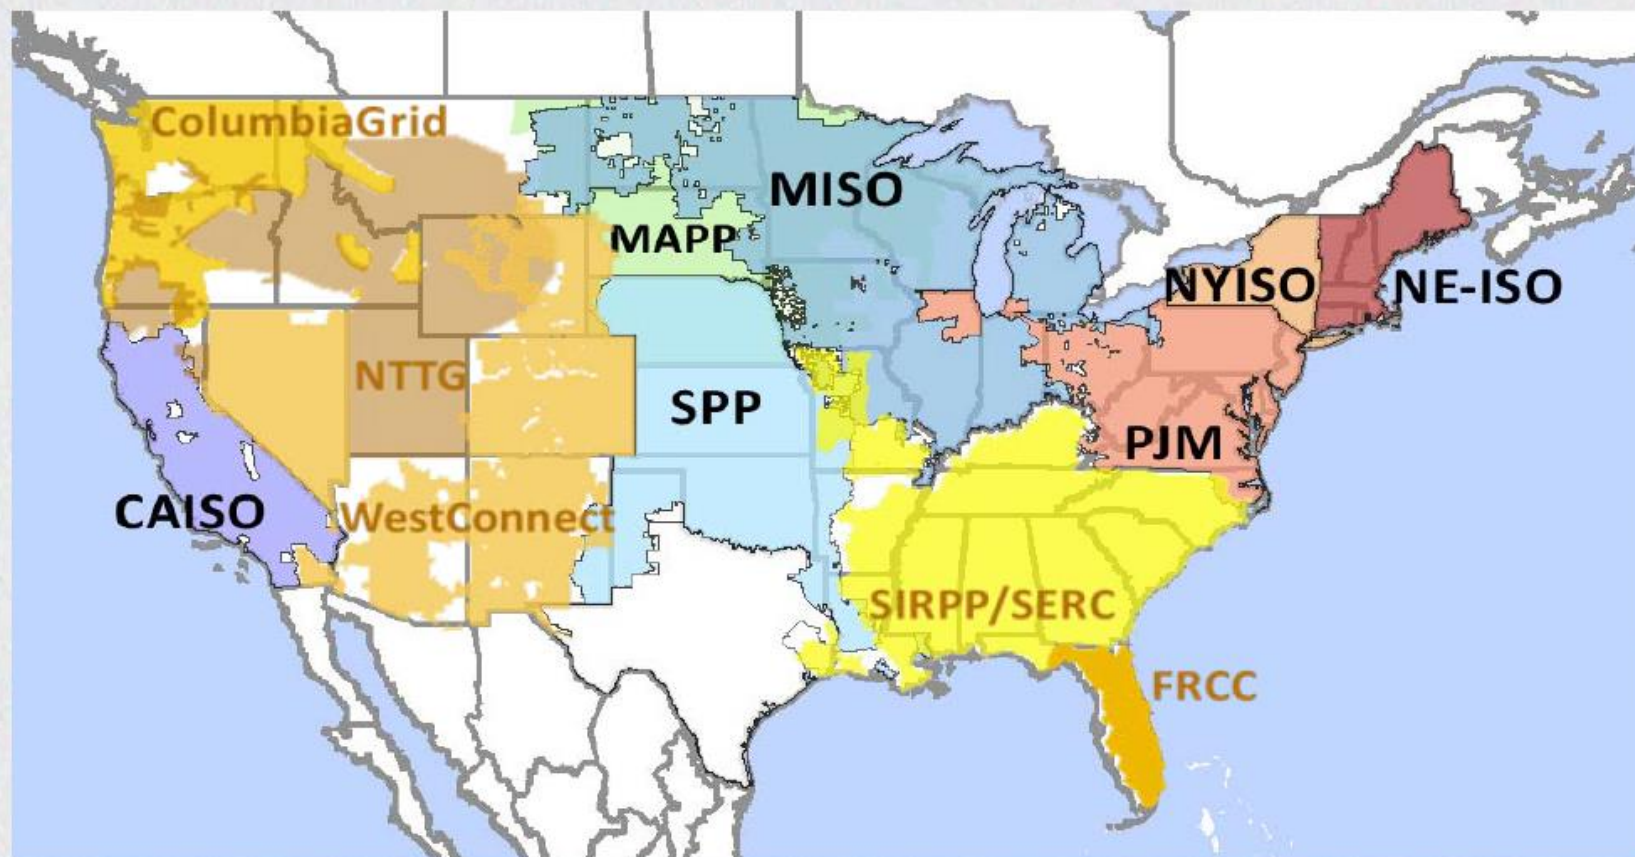 ColumbiaGrid
MISO
MAPP
NYISO
NE-ISO
NTTG
SPP
PJM
CAISO
WestConnect
SIRPP/SERC
FRCC